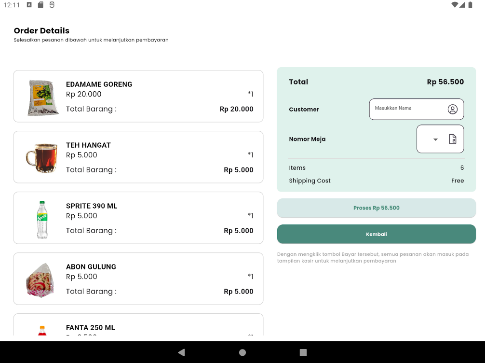 12:11
Order Details
Selesaikan pesanan dibawah untuk melanjutkan pembayaran
EDAMAME GORENG
Rp 20.000 *1
Total Barang : Rp 20.000
TEH HANGAT
Rp 5.000 *1
Total Barang : Rp 5.000
SPRITE 390 ML
Rp 5.000 *1
Total Barang : Rp 5.000
ABON GULUNG
Rp 5.000 *1
Total Barang : Rp 5.000
FANTA 250 ML
Total Rp 56.500
Customer Masukkan Nama
Nomor Meja
Items 6
Shipping Cost Free
Proses Rp 56.500
Kembali
Dengan mengklik tombol bayar tersebut, semua pesanan akan masuk pada
untuk melanjutkan pembayaran